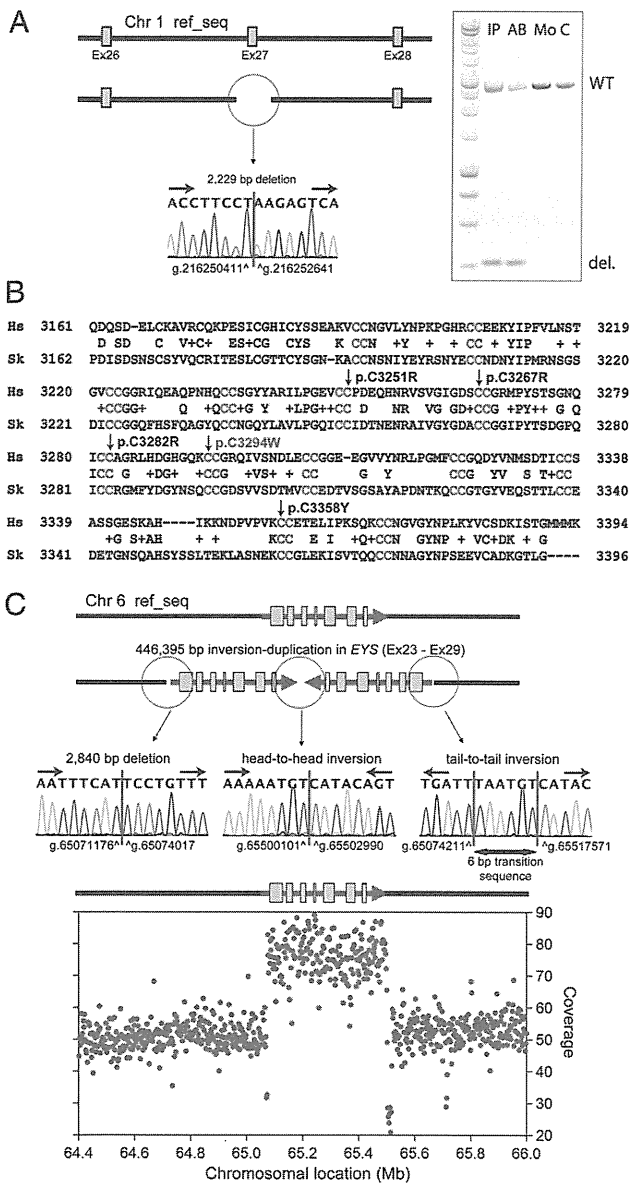 A
Chr 1 ref_seq
Ex26
Ex27
Ex28
2,229 bp deletion
ACCTTCCTAAGAGTCA
g.216250411^ ^g.216252641
IP AB Mo C
WT
del.
B
Hs 3161 QDQSD-ELCKAVRCQKPESICGHICYSSEAKVCCNGVLYNPKPGHRCCEEKYIPFVLNST 3219
D SD C V+C+ ES+CG CYS K CCN +Y + + CC+ YIP + +
Sk 3162 PDISDSNSCSYVQCRITESLCGTTCYSGN-KACCNSNIYERSYNYECCNDNYIPMRNSGS 3220
p.C3251R p.C3267R
Hs 3220 GVCCGGRIQEAQPNHQCCSGYYARILPGEVCCPDEQHNRVSVGIGDSCCGRMPYSTSGNQ 3279
+CCGG+ Q +QCC+G Y +LPG++CC D NR VG GD+CCG+PY++ G Q
Sk 3221 DICCGGQFHSFQAGYQCCNGQYLAVLPGQICCIDTNENRAIVGYGDACCGGIPYTSDGPQ 3280
p.C3282R p.C3294W
Hs 3280 ICCAGRLHDGHGQKCCGRQIVSNDLECCGGE-EGVVYNRLPGMFCCGQDYVNMSDTICCS 3338
ICC G +DG+ +CCG +VS+ + CC G Y CCG YV S T+CC
Sk 3281 ICCRGMFYDGYNSQCCGDSVVSDTMVCCEDTVSGSAYAPDNTKQCCGTGYVEQSTTLCCE 3340
p.C3358Y
Hs 3339 ASSGESKAH----IKKNDPVPVKCCETELIPKSQKCCNGVGYNPLKYVCSDKISTGMMMK 3394
+G S+AH + + KCC E I +Q+CCN GYNP + VC+DK + G
Sk 3341 DETGNSQAHSYSSLTEKLASNEKCCGLEKISVTQQCCNNAGYNPSEEVCADKGTLG---- 3396
C
Chr 6 ref_seq
446,395 bp inversion-duplication in EYS (Ex23 - Ex29)
2,840 bp deletion
head-to-head inversion
tail-to-tail inversion
AATTTCATTCCTGTTT
AAAAATGTCATACAGT
TGATTTAATGTCATAC
g.65071176^ ^g.65074017
g.65500101^ ^g.65502990
g.65074211^ ^g.65517571
6 bp transition
sequence
90
80
70
60
50
40
30
20
Coverage
64.4 64.6 64.8 65.0 65.2 65.4 65.6 65.8 66.0
Chromosomal location (Mb)